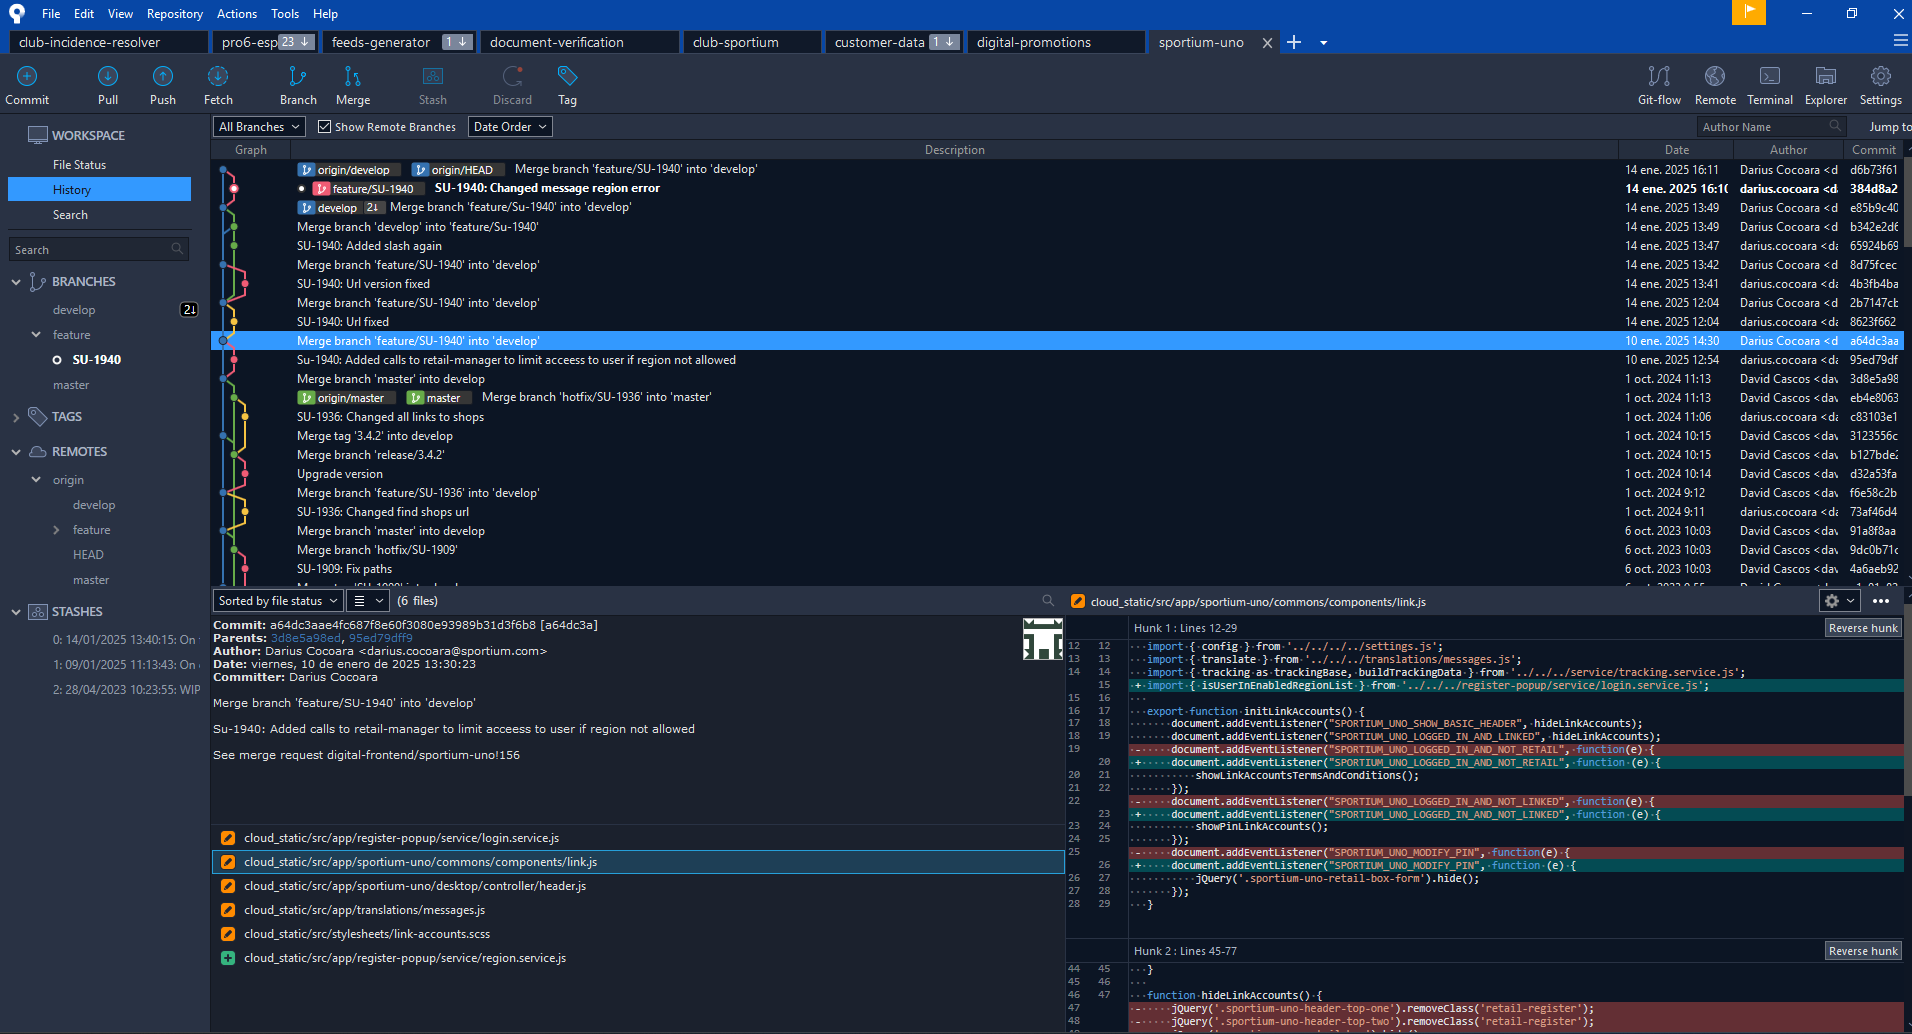 File Edit View Repository Actions Tools Help
club-incidence-resolver pro6-esp 23 ↓ feeds-generator 1 ↓ document-verification club-sportium customer-data 1 ↓ digital-promotions sportium-uno
Commit Pull Push Fetch Branch Merge Stash Discard Tag Git-flow Remote Terminal Explorer Settings
All Branches Show Remote Branches Date Order Author Name Jump to
Graph Description Date Author Commit
origin/develop origin/HEAD Merge branch 'feature/SU-1940' into 'develop' 14 ene. 2025 16:11 Darius Cocoara <d d6b73f61
feature/SU-1940 SU-1940: Changed message region error 14 ene. 2025 16:10 darius.cocoara <da 384d8a2
develop 2↓ Merge branch 'feature/Su-1940' into 'develop' 14 ene. 2025 13:49 Darius Cocoara <d e85b9c40
Merge branch 'develop' into 'feature/Su-1940' 14 ene. 2025 13:49 Darius Cocoara <d b342e2d6
SU-1940: Added slash again 14 ene. 2025 13:47 darius.cocoara <da 65924b69
Merge branch 'feature/SU-1940' into 'develop' 14 ene. 2025 13:42 Darius Cocoara <d 8d75fcec
SU-1940: Url version fixed 14 ene. 2025 13:41 darius.cocoara <da 4b3fb4ba
Merge branch 'feature/SU-1940' into 'develop' 14 ene. 2025 12:04 Darius Cocoara <d 2b7147cb
SU-1940: Url fixed 14 ene. 2025 12:04 darius.cocoara <da 8623f662
Merge branch 'feature/SU-1940' into 'develop' 10 ene. 2025 14:30 Darius Cocoara <d a64dc3aa
Su-1940: Added calls to retail-manager to limit acceess to user if region not allowed 10 ene. 2025 12:54 darius.cocoara <da 95ed79df
Merge branch 'master' into develop 1 oct. 2024 11:13 David Cascos <dav 3d8e5a98
origin/master master Merge branch 'hotfix/SU-1936' into 'master' 1 oct. 2024 11:13 David Cascos <dav eb4e8063
SU-1936: Changed all links to shops 1 oct. 2024 11:06 darius.cocoara <da c83103e1
Merge tag '3.4.2' into develop 1 oct. 2024 10:15 David Cascos <dav 3123556c
Merge branch 'release/3.4.2' 1 oct. 2024 10:15 David Cascos <dav b127bde2
Upgrade version 1 oct. 2024 10:14 David Cascos <dav d32a53fa
Merge branch 'feature/SU-1936' into 'develop' 1 oct. 2024 9:12 David Cascos <dav f6e58c2b
SU-1936: Changed find shops url 1 oct. 2024 9:11 darius.cocoara <da 73af46d4
Merge branch 'master' into develop 6 oct. 2023 10:03 David Cascos <dav 91a8f8aa
Merge branch 'hotfix/SU-1909' 6 oct. 2023 10:03 David Cascos <dav 9dc0b71c
SU-1909: Fix paths 6 oct. 2023 10:03 David Cascos <dav 4a6aeb92
WORKSPACE
File Status
History
Search
Search
BRANCHES
develop 2↓
feature
SU-1940
master
TAGS
REMOTES
origin
develop
feature
HEAD
master
STASHES
0: 14/01/2025 13:40:15: On
1: 09/01/2025 11:13:43: On
2: 28/04/2023 10:23:55: WIP
Sorted by file status (6 files)
Commit: a64dc3aae4fc687f8e60f3080e93989b31d3f6b8 [a64dc3a]
Parents: 3d8e5a98ed, 95ed79dff9
Author: Darius Cocoara <darius.cocoara@sportium.com>
Date: viernes, 10 de enero de 2025 13:30:23
Committer: Darius Cocoara
Merge branch 'feature/SU-1940' into 'develop'
Su-1940: Added calls to retail-manager to limit acceess to user if region not allowed
See merge request digital-frontend/sportium-uno!156
cloud_static/src/app/register-popup/service/login.service.js
cloud_static/src/app/sportium-uno/commons/components/link.js
cloud_static/src/app/sportium-uno/desktop/controller/header.js
cloud_static/src/app/translations/messages.js
cloud_static/src/stylesheets/link-accounts.scss
cloud_static/src/app/register-popup/service/region.service.js
cloud_static/src/app/sportium-uno/commons/components/link.js
Hunk 1 : Lines 12-29 Reverse hunk
12 12 import { config } from '../../../../settings.js';
13 13 import { translate } from '../../../translations/messages.js';
14 14 import { tracking as trackingBase, buildTrackingData } from '../../../service/tracking.service.js';
15 + import { isUserInEnabledRegionList } from '../../../register-popup/service/login.service.js';
15 16
16 17 export function initLinkAccounts() {
17 18 document.addEventListener("SPORTIUM_UNO_SHOW_BASIC_HEADER", hideLinkAccounts);
18 19 document.addEventListener("SPORTIUM_UNO_LOGGED_IN_AND_LINKED", hideLinkAccounts);
19 - document.addEventListener("SPORTIUM_UNO_LOGGED_IN_AND_NOT_RETAIL", function(e) {
20 + document.addEventListener("SPORTIUM_UNO_LOGGED_IN_AND_NOT_RETAIL", function (e) {
20 21 showLinkAccountsTermsAndConditions();
21 22 });
22 - document.addEventListener("SPORTIUM_UNO_LOGGED_IN_AND_NOT_LINKED", function(e) {
23 + document.addEventListener("SPORTIUM_UNO_LOGGED_IN_AND_NOT_LINKED", function (e) {
23 24 showPinLinkAccounts();
24 25 });
25 - document.addEventListener("SPORTIUM_UNO_MODIFY_PIN", function(e) {
26 + document.addEventListener("SPORTIUM_UNO_MODIFY_PIN", function (e) {
26 27 jQuery('.sportium-uno-retail-box-form').hide();
27 28 });
28 29 }
Hunk 2 : Lines 45-77 Reverse hunk
44 45 }
45 46
46 47 function hideLinkAccounts() {
47 - jQuery('.sportium-uno-header-top-one').removeClass('retail-register');
48 - jQuery('.sportium-uno-header-top-two').removeClass('retail-register');